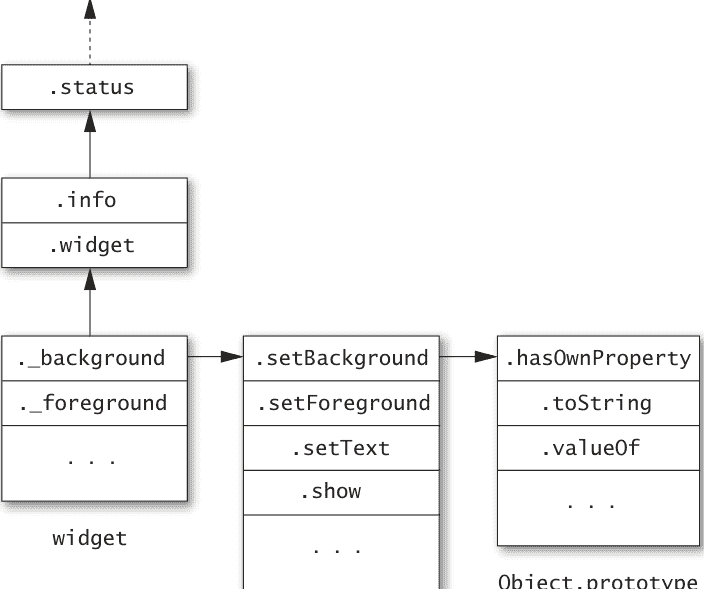 .status
.info
.widget
._background
._foreground
. . .
widget
.setBackground
.setForeground
.setText
.show
. . .
.hasOwnProperty
.toString
.valueOf
. . .
Object.prototype